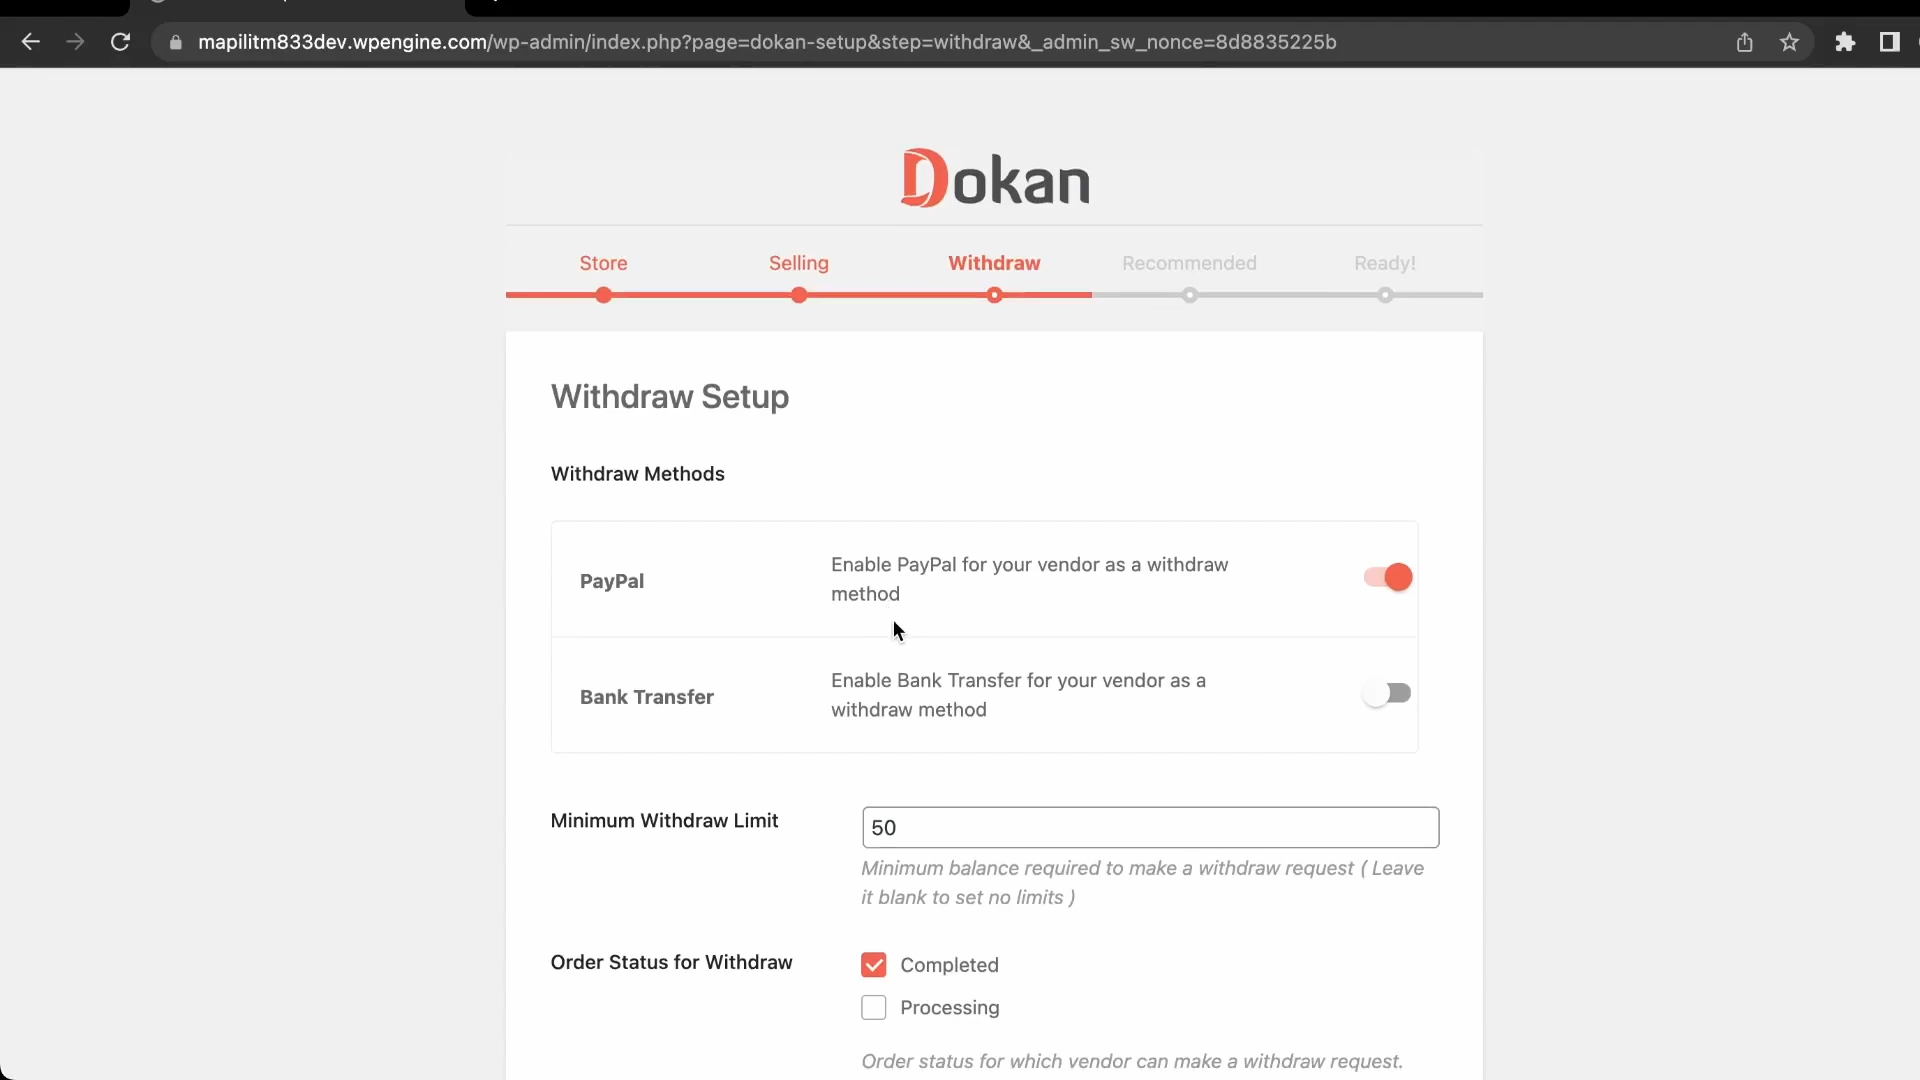 mapilitm833dev.wpengine.com/wp-admin/index.php?page=dokan-setup&step=withdraw&_admin_sw_nonce=8d8835225b
Dokan
Store Selling Withdraw Recommended Ready!
Withdraw Setup
Withdraw Methods
PayPal
Enable PayPal for your vendor as a withdraw
method
Bank Transfer
Enable Bank Transfer for your vendor as a
withdraw method
Minimum Withdraw Limit
50
Minimum balance required to make a withdraw request ( Leave
it blank to set no limits )
Order Status for Withdraw
Completed
Processing
Order status for which vendor can make a withdraw request.